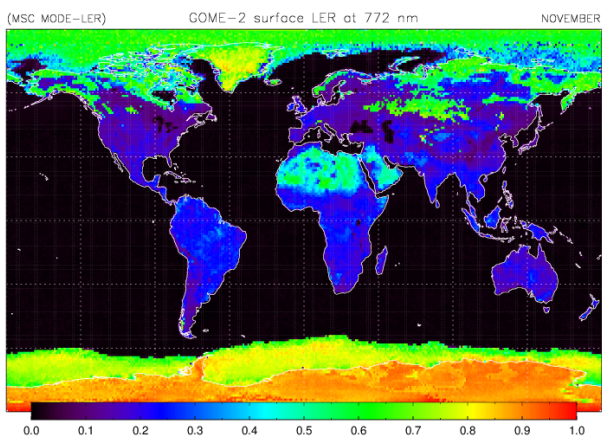 (MSC MODE-LER) GOME-2 surface LER at 772 nm NOVEMBER
0.0 0.1 0.2 0.3 0.4 0.5 0.6 0.7 0.8 0.9 1.0